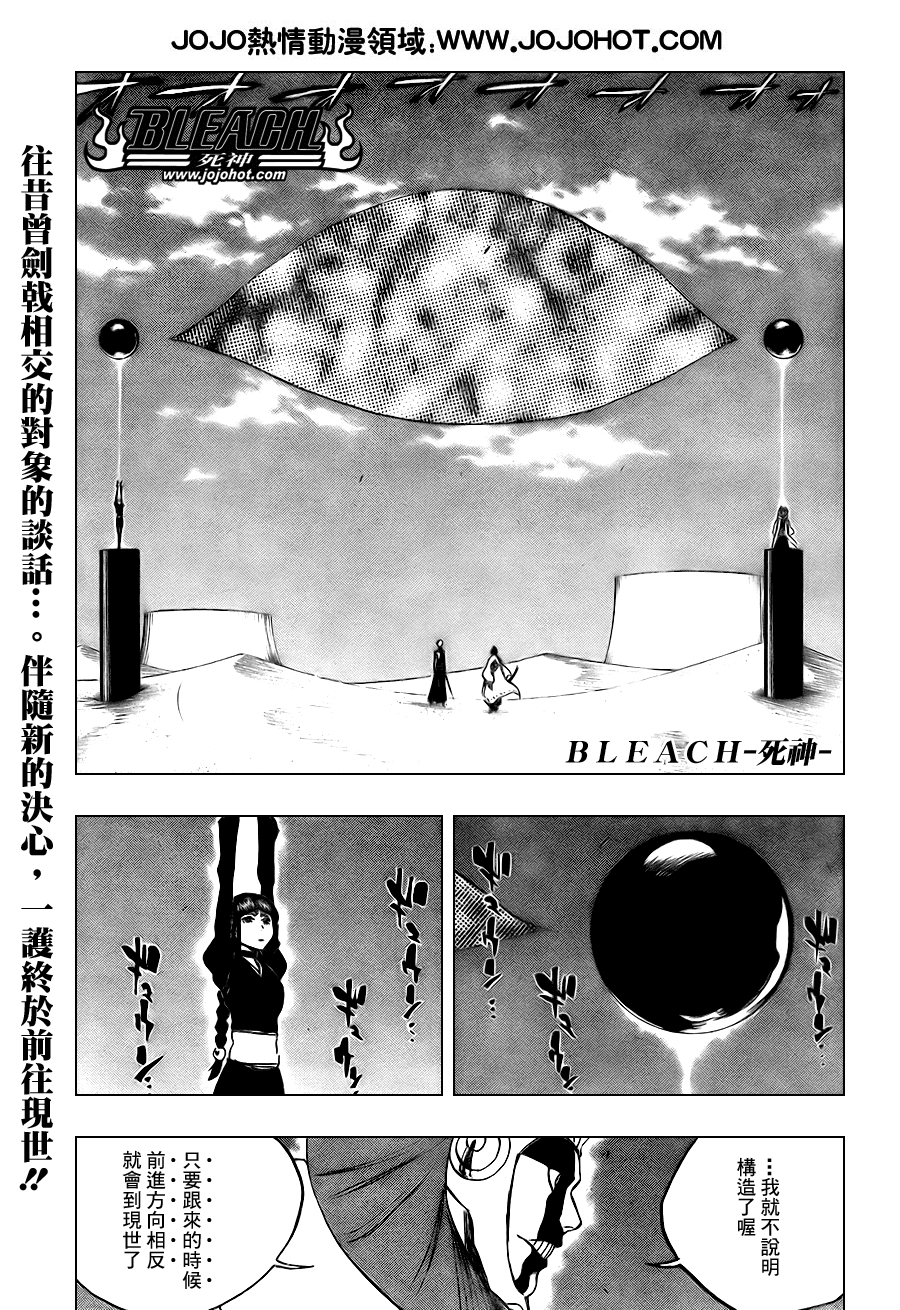 JOJO熱情動漫領域:WWW.JOJOHOT.COM
BLEACH
死神
www.jojohot.com
往昔曾劍戟相交的對象的談話…。伴隨新的決心，一護終於前往現世!!
BLEACH-死神-
…我就不說明
構造了喔
只要跟來的時候
前進方向相反
就會到現世了